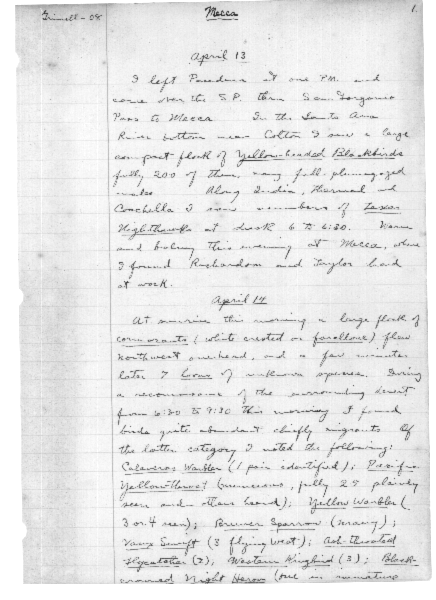 Grinnell - 08
Mecca
1.
April 13
I left Pasadena at one P.M. and
came over the S.P. thru San Gorgonio
Pass to Mecca. In the Santa Ana
River bottom near Colton I saw a large
compact flock of Yellow-headed Blackbirds
fully 200 of them, many full-plumaged
males. Along Indio, Thermal and
Coachella I saw numbers of Texas
Nighthawks at dusk 6 to 6:30. Warm
and balmy this evening at Mecca, where
I found Richardson and Taylor hard
at work.
April 14
At sunrise this morning a large flock of
cormorants (white crested or farallone) flew
northwest overhead, and a few minutes
later 7 loons of unknown species. During
a reconnaissance of the surrounding desert
from 6:30 to 9:30 this morning I found
birds quite abundant chiefly migrants. Of
the latter category I noted the following:
Calaveras Warbler (1 pair identified); Pacific
Yellow-throat (numerous, fully 25 plainly
seen and others heard); Yellow Warbler (
3 or 4 seen); Brewer Sparrow (many);
Vaux Swift (3 flying west); Ash-throated
Flycatcher (2); Western Kingbird (3); Black-
crowned Night Heron (one in immature